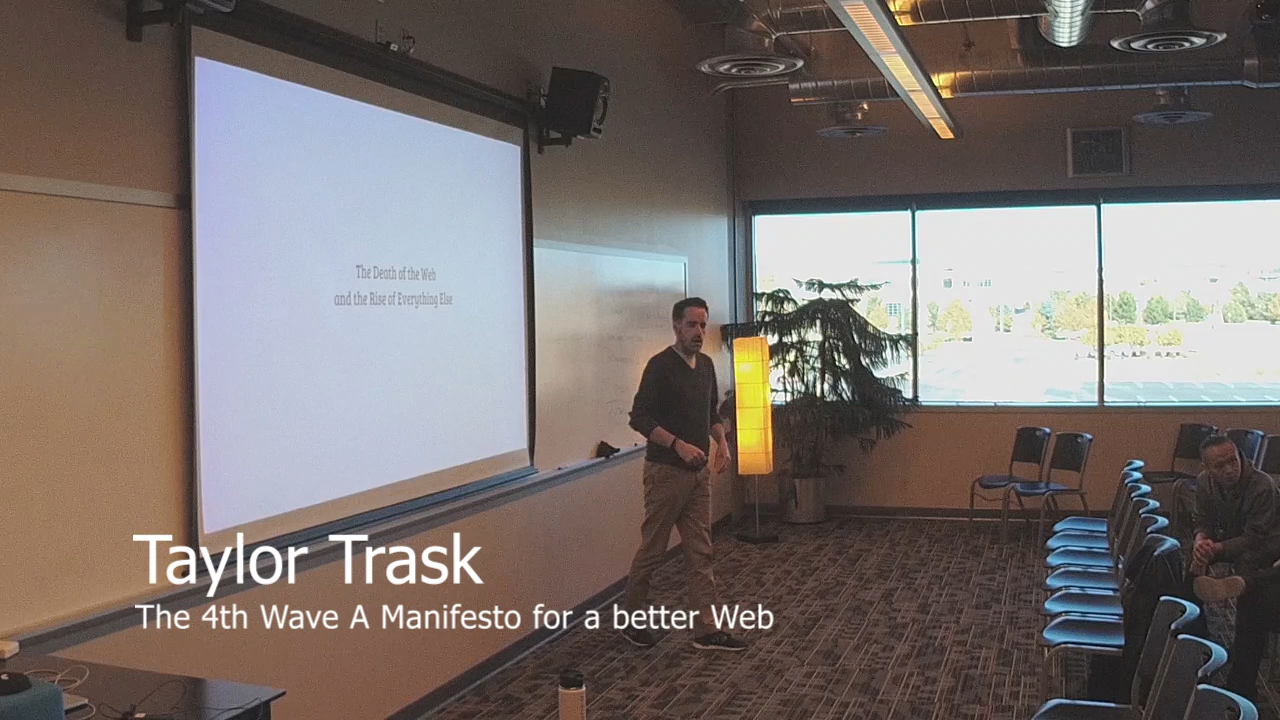 The Death of the Web
and the Rise of Everything Else
Taylor Trask
The 4th Wave A Manifesto for a better Web